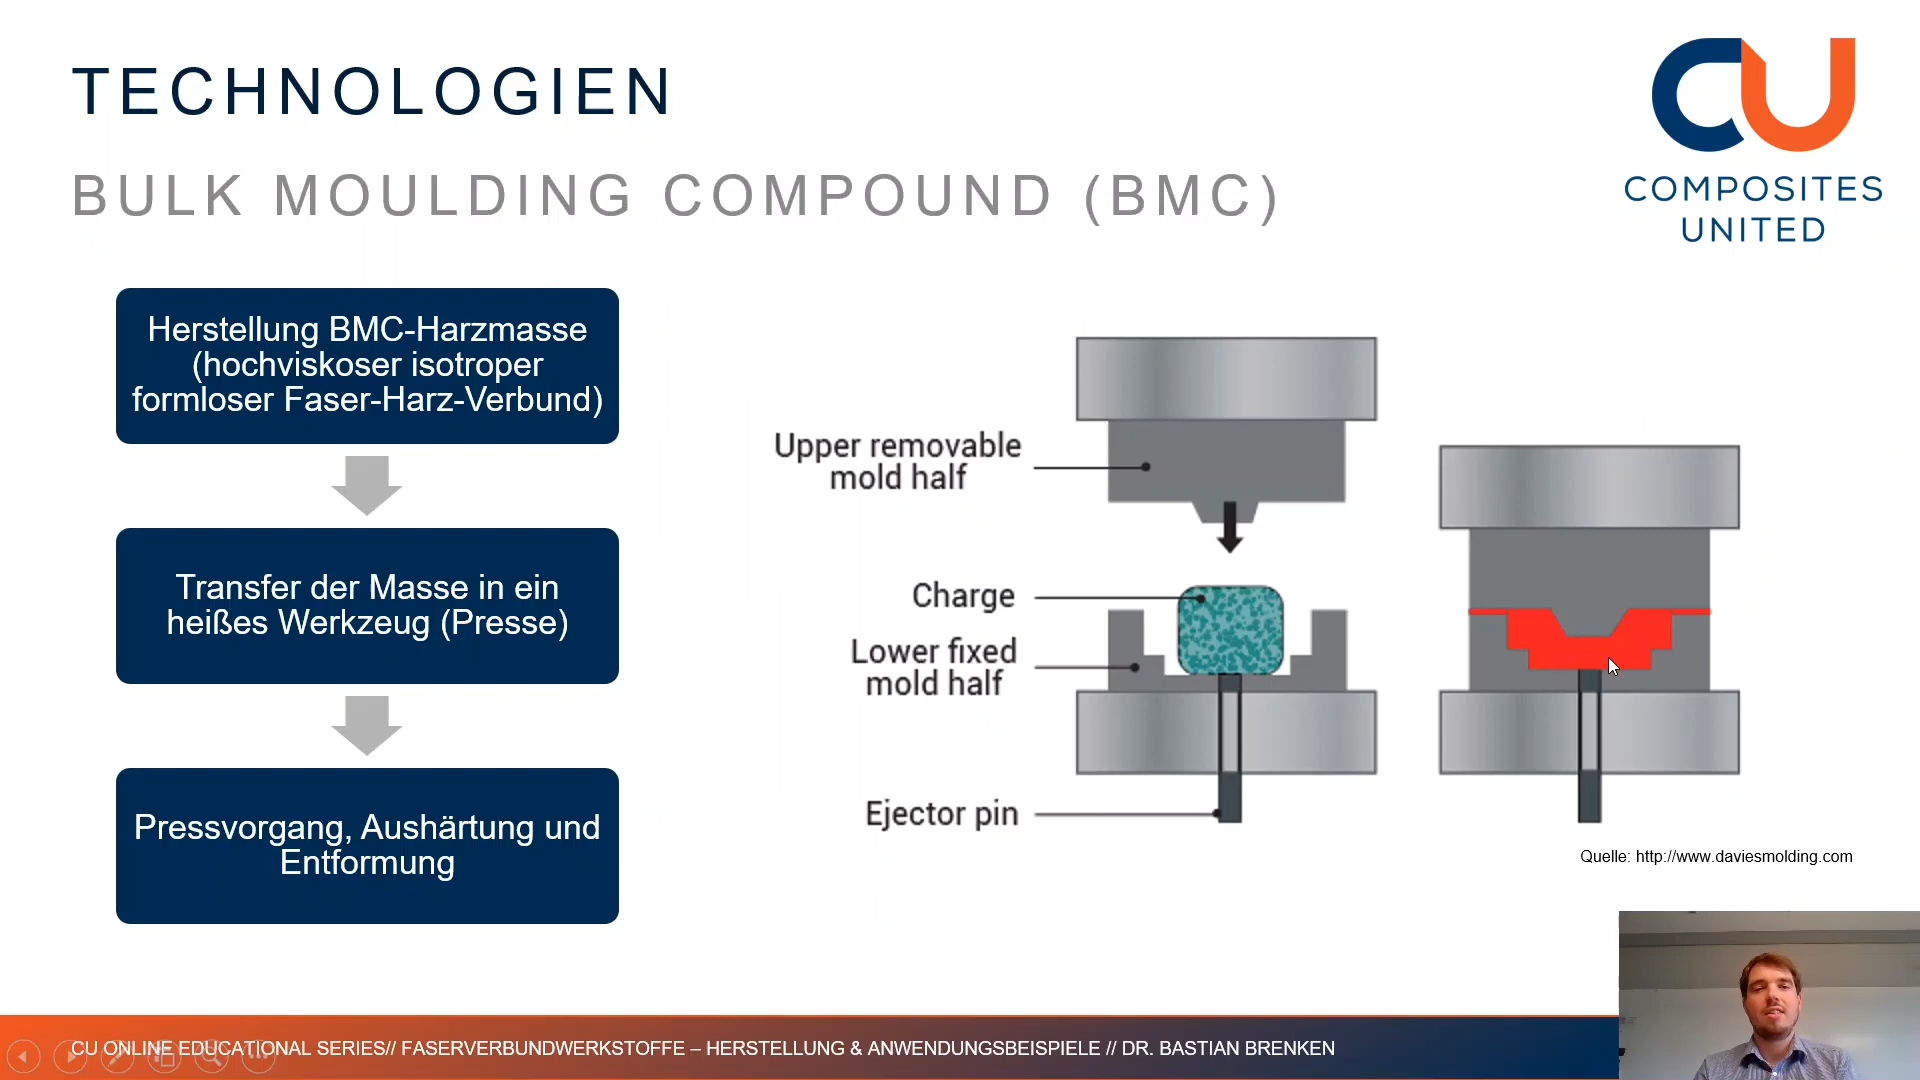 TECHNOLOGIEN
BULK MOULDING COMPOUND (BMC)
CU
COMPOSITES
UNITED
Herstellung BMC-Harzmasse
(hochviskoser isotroper
formloser Faser-Harz-Verbund)
Transfer der Masse in ein
heißes Werkzeug (Presse)
Pressvorgang, Aushärtung und
Entformung
Upper removable
mold half
Charge
Lower fixed
mold half
Ejector pin
Quelle: http://www.daviesmolding.com
CU ONLINE EDUCATIONAL SERIES// FASERVERBUNDWERKSTOFFE – HERSTELLUNG & ANWENDUNGSBEISPIELE // DR. BASTIAN BRENKEN